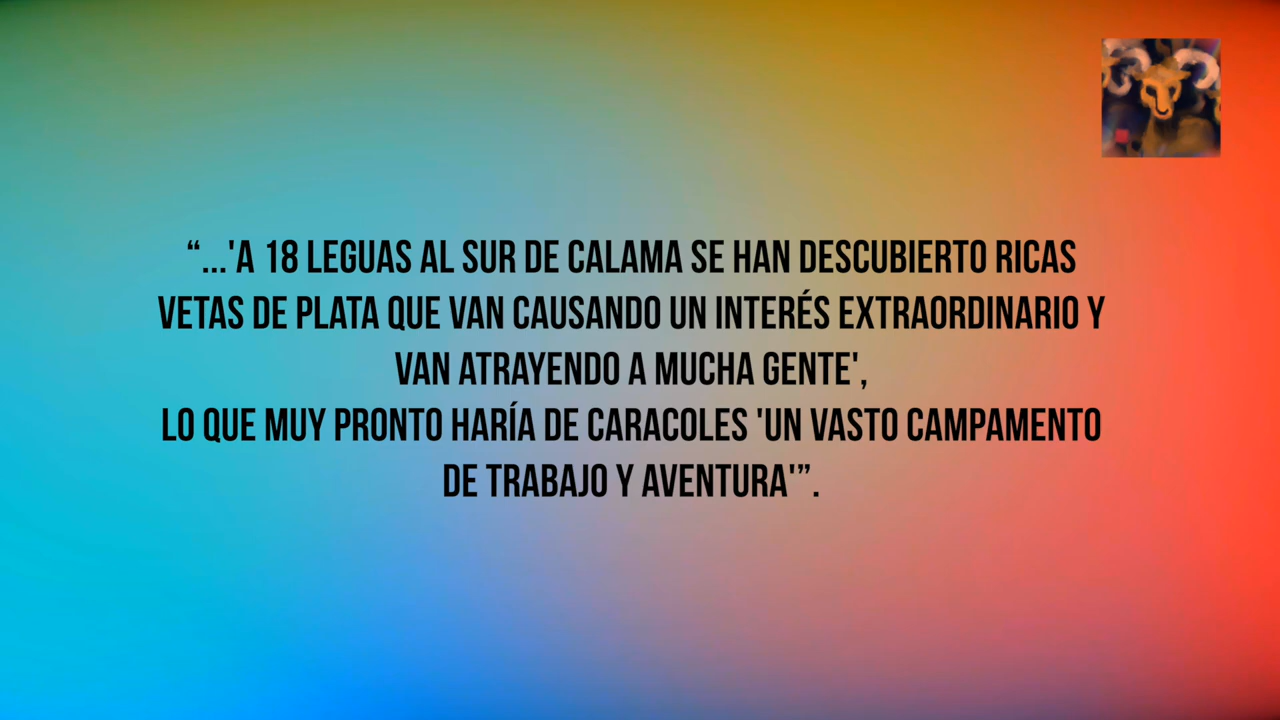 “...'A 18 LEGUAS AL SUR DE CALAMA SE HAN DESCUBIERTO RICAS
VETAS DE PLATA QUE VAN CAUSANDO UN INTERÉS EXTRAORDINARIO Y
VAN ATRAYENDO A MUCHA GENTE',
LO QUE MUY PRONTO HARÍA DE CARACOLES 'UN VASTO CAMPAMENTO
DE TRABAJO Y AVENTURA'”.